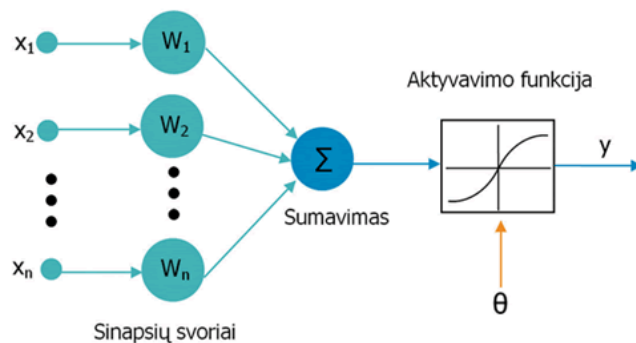 x₁
W₁
Aktyvavimo funkcija
x₂
W₂
Σ
y
Sumavimas
xₙ
Wₙ
θ
Sinapsių svoriai